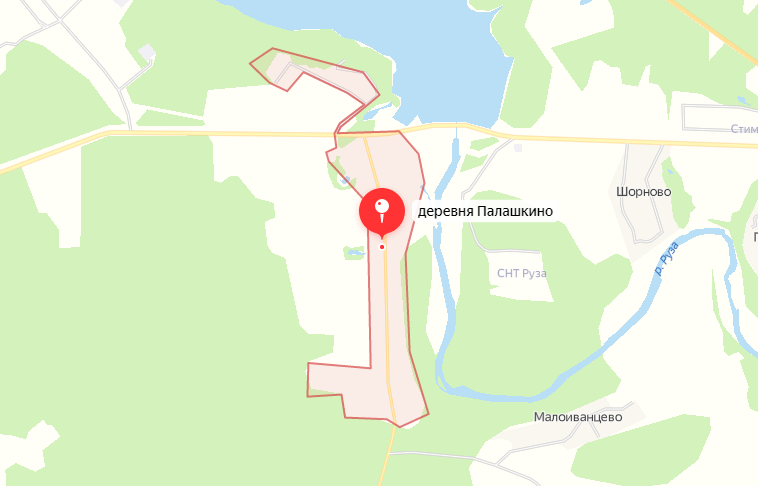 Стим
Шорново
деревня Палашкино
р. Руза
СНТ Руза
Малоиванцево